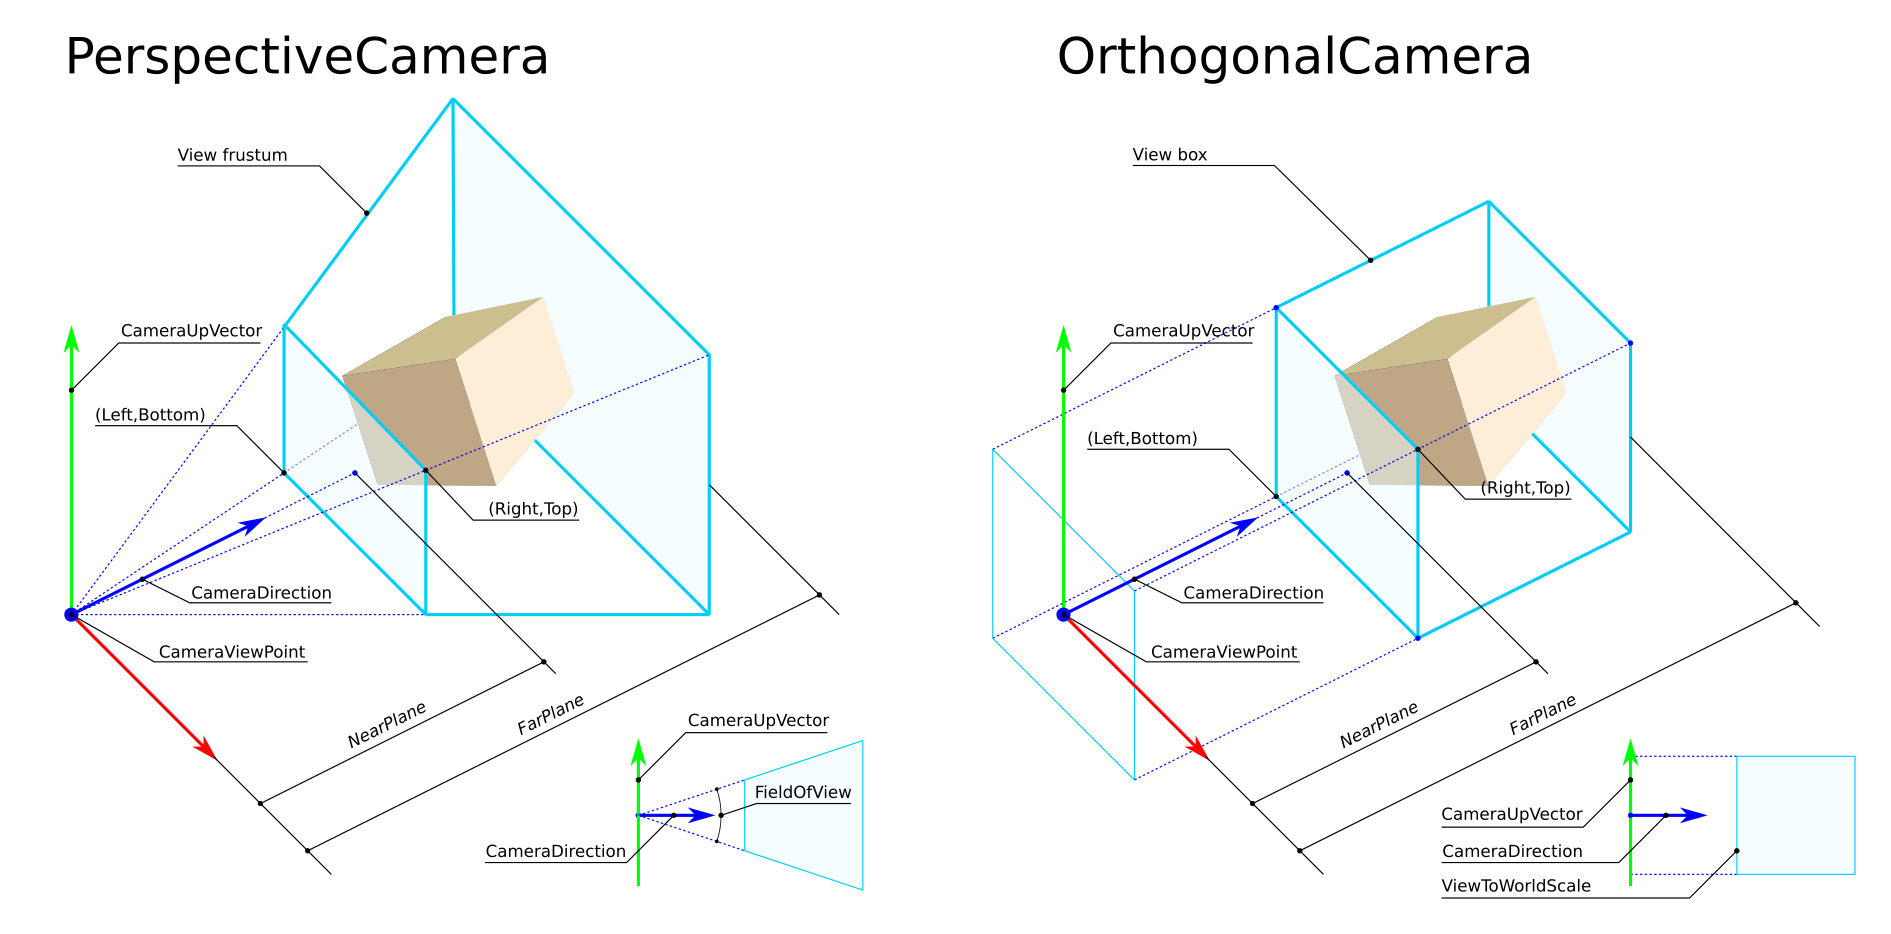 PerspectiveCamera
View frustum
CameraUpVector
(Left,Bottom)
(Right,Top)
CameraDirection
CameraViewPoint
NearPlane
FarPlane
CameraUpVector
FieldOfView
CameraDirection
OrthogonalCamera
View box
CameraUpVector
(Left,Bottom)
(Right,Top)
CameraDirection
CameraViewPoint
NearPlane
FarPlane
CameraUpVector
CameraDirection
ViewToWorldScale